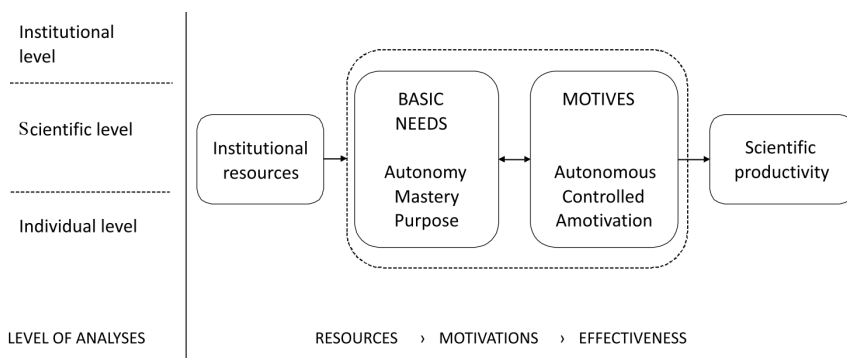 Institutional
level
Scientific level
Individual level
LEVEL OF ANALYSES
Institutional
resources
BASIC
NEEDS
Autonomy
Mastery
Purpose
MOTIVES
Autonomous
Controlled
Amotivation
Scientific
productivity
RESOURCES › MOTIVATIONS › EFFECTIVENESS